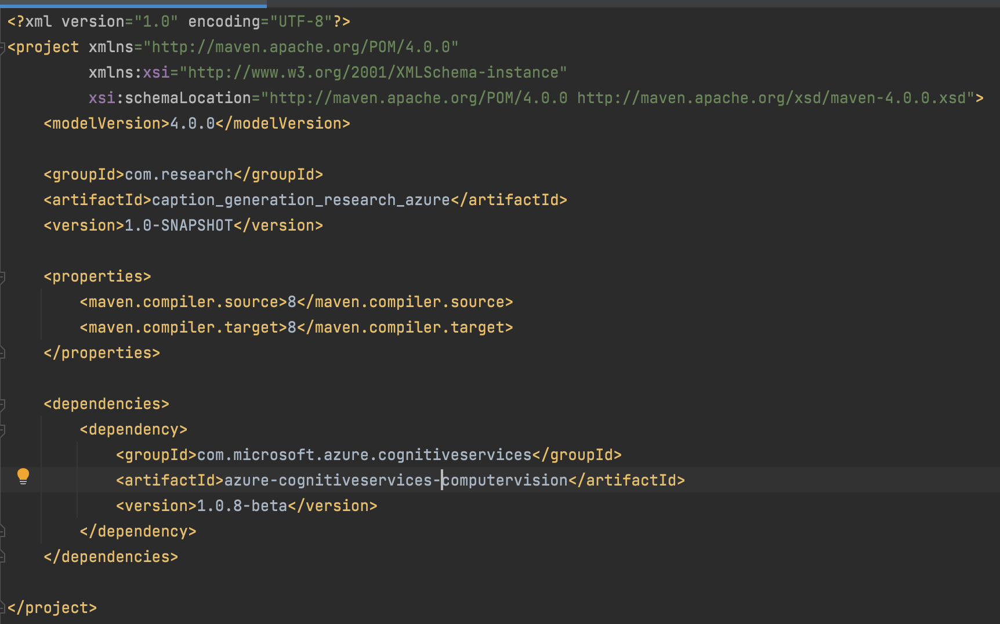 <?xml version="1.0" encoding="UTF-8"?>
<project xmlns="http://maven.apache.org/POM/4.0.0"
xmlns:xsi="http://www.w3.org/2001/XMLSchema-instance"
xsi:schemaLocation="http://maven.apache.org/POM/4.0.0 http://maven.apache.org/xsd/maven-4.0.0.xsd">
<modelVersion>4.0.0</modelVersion>
<groupId>com.research</groupId>
<artifactId>caption_generation_research_azure</artifactId>
<version>1.0-SNAPSHOT</version>
<properties>
<maven.compiler.source>8</maven.compiler.source>
<maven.compiler.target>8</maven.compiler.target>
</properties>
<dependencies>
<dependency>
<groupId>com.microsoft.azure.cognitiveservices</groupId>
<artifactId>azure-cognitiveservices-computervision</artifactId>
<version>1.0.8-beta</version>
</dependency>
</dependencies>
</project>